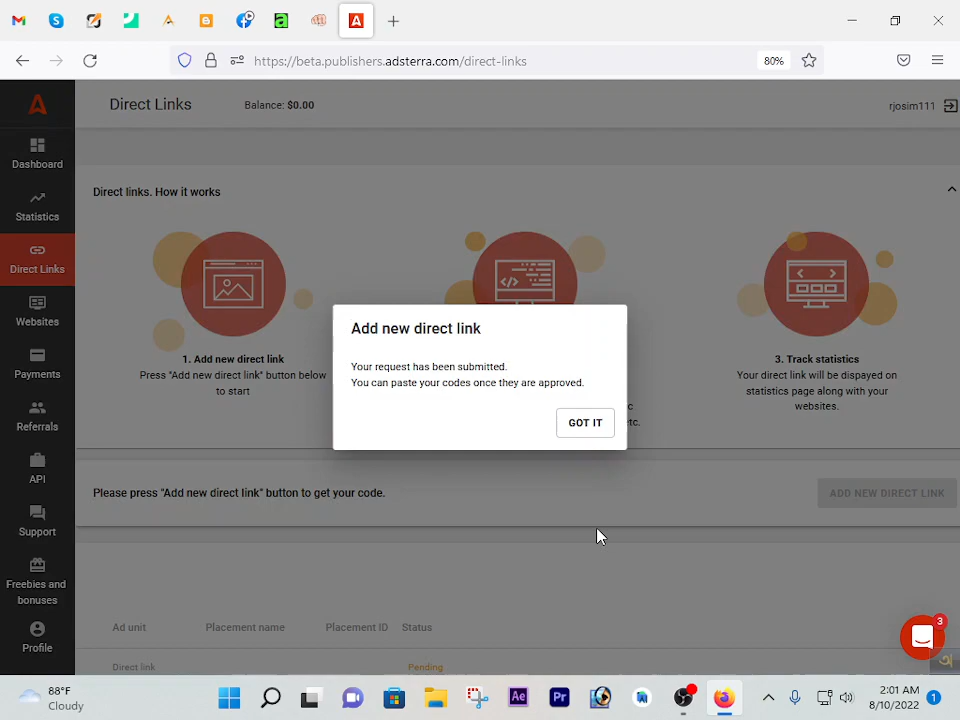 https://beta.publishers.adsterra.com/direct-links
80%
Direct Links
Balance: $0.00
rjosim111
Dashboard
Statistics
Direct Links
Websites
Payments
Referrals
API
Support
Freebies and
bonuses
Profile
Direct links. How it works
1. Add new direct link
Press "Add new direct link" button below
to start
3. Track statistics
Your direct link will be displayed on
statistics page along with your
websites.
etc.
Add new direct link
Your request has been submitted.
You can paste your codes once they are approved.
GOT IT
Please press "Add new direct link" button to get your code.
ADD NEW DIRECT LINK
Ad unit
Placement name
Placement ID
Status
Direct link
Pending
3
88°F
Cloudy
Ae
Pr
2:01 AM
8/10/2022
1